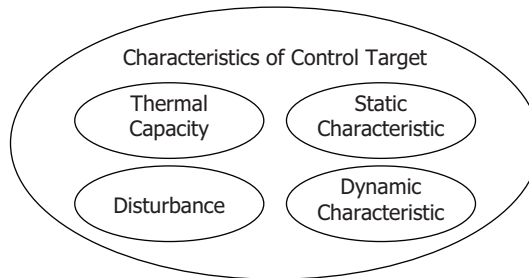 Characteristics of Control Target
Thermal
Capacity
Static
Characteristic
Disturbance
Dynamic
Characteristic